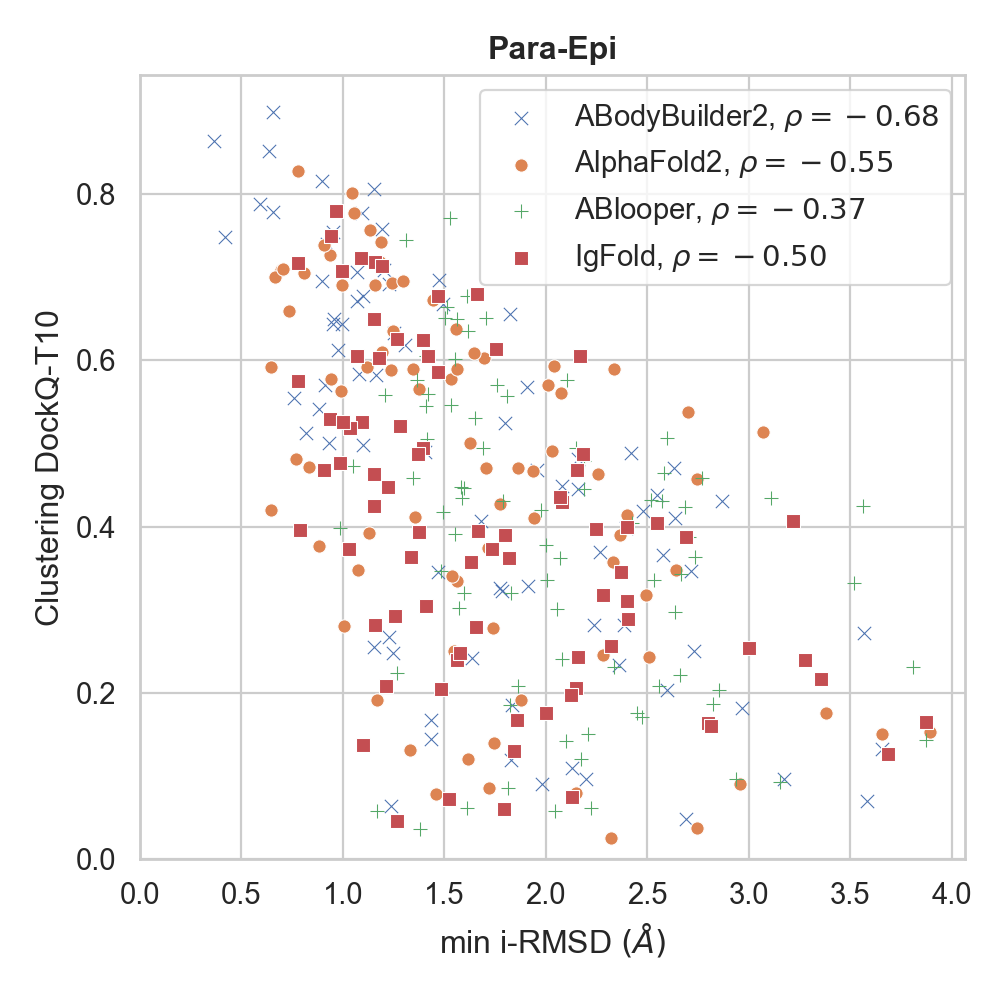 Para-Epi
ABodyBuilder2, ρ = −0.68
AlphaFold2, ρ = −0.55
ABlooper, ρ = −0.37
IgFold, ρ = −0.50
Clustering DockQ-T10
0.8
0.6
0.4
0.2
0.0
0.0 0.5 1.0 1.5 2.0 2.5 3.0 3.5 4.0
min i-RMSD (Å)